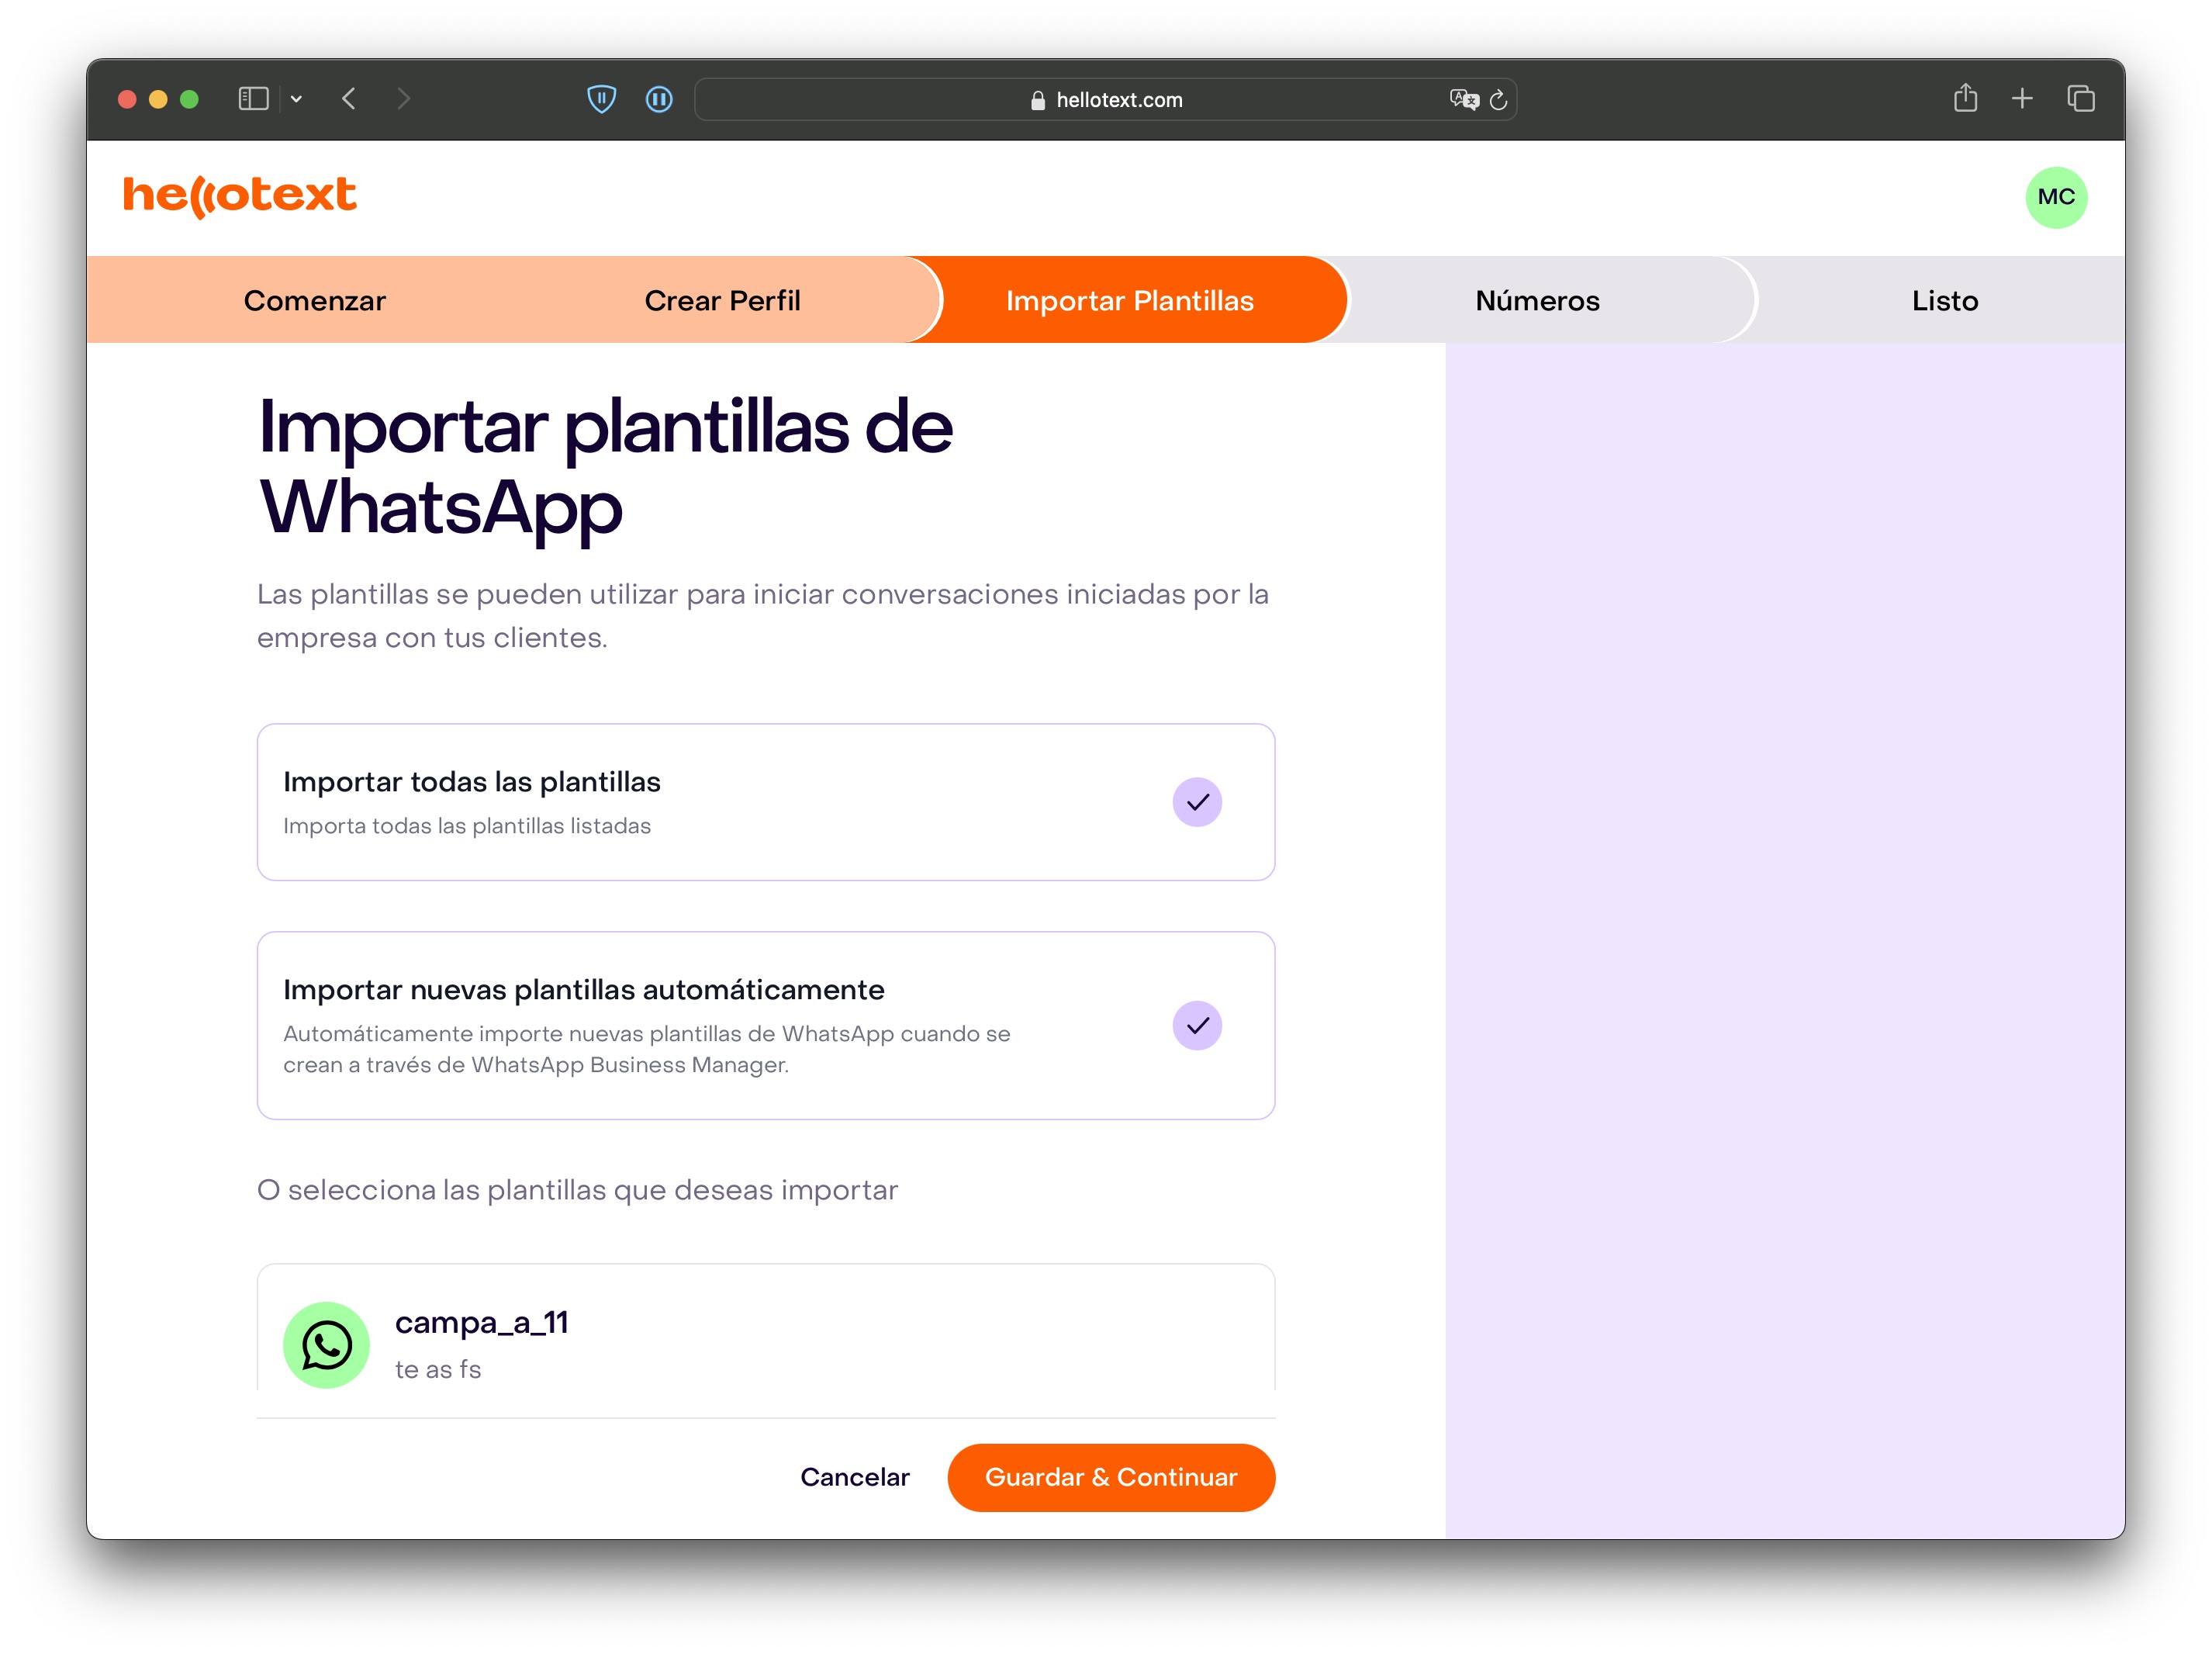 hellotext.com
hellotext
MC
Comenzar
Crear Perfil
Importar Plantillas
Números
Listo
Importar plantillas de
WhatsApp
Las plantillas se pueden utilizar para iniciar conversaciones iniciadas por la
empresa con tus clientes.
Importar todas las plantillas
Importa todas las plantillas listadas
Importar nuevas plantillas automáticamente
Automáticamente importe nuevas plantillas de WhatsApp cuando se
crean a través de WhatsApp Business Manager.
O selecciona las plantillas que deseas importar
campa_a_11
te as fs
Cancelar
Guardar & Continuar